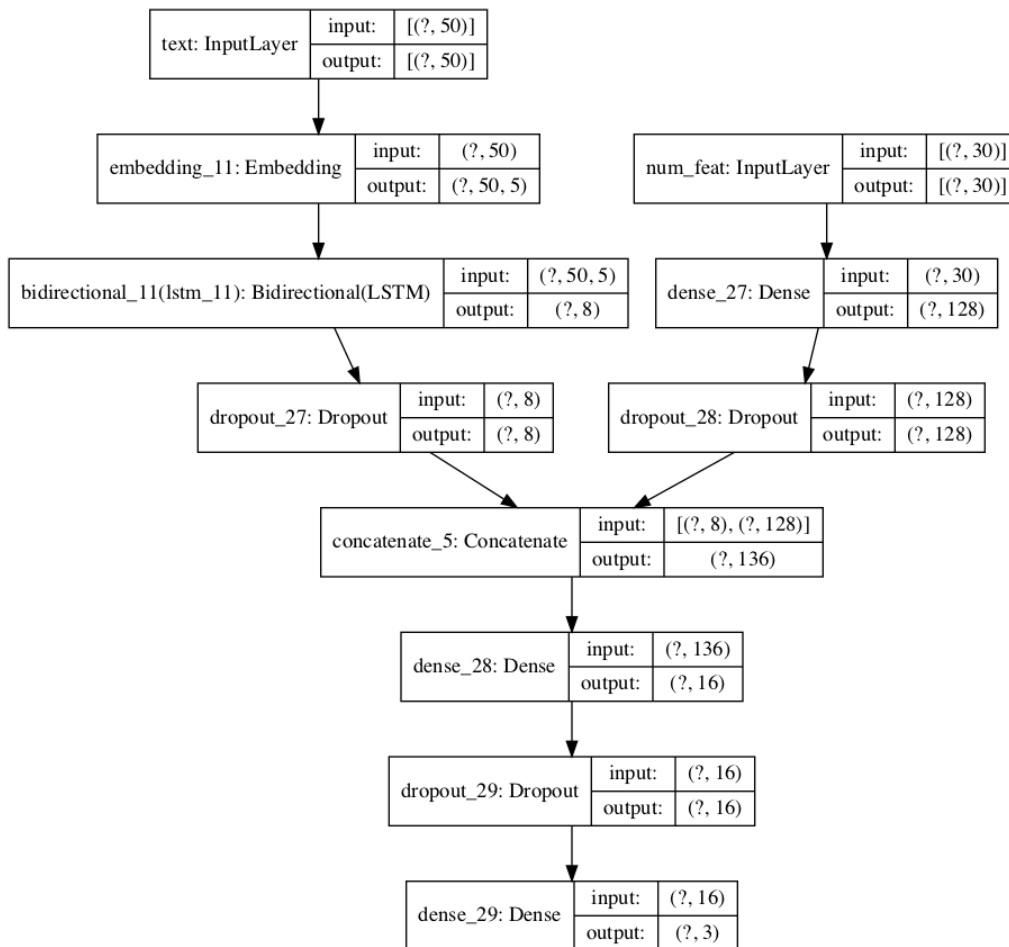 text: InputLayer
input: [(?, 50)]
output: [(?, 50)]
embedding_11: Embedding
input: (?, 50)
output: (?, 50, 5)
num_feat: InputLayer
input: [(?, 30)]
output: [(?, 30)]
bidirectional_11(lstm_11): Bidirectional(LSTM)
input: (?, 50, 5)
output: (?, 8)
dense_27: Dense
input: (?, 30)
output: (?, 128)
dropout_27: Dropout
input: (?, 8)
output: (?, 8)
dropout_28: Dropout
input: (?, 128)
output: (?, 128)
concatenate_5: Concatenate
input: [(?, 8), (?, 128)]
output: (?, 136)
dense_28: Dense
input: (?, 136)
output: (?, 16)
dropout_29: Dropout
input: (?, 16)
output: (?, 16)
dense_29: Dense
input: (?, 16)
output: (?, 3)